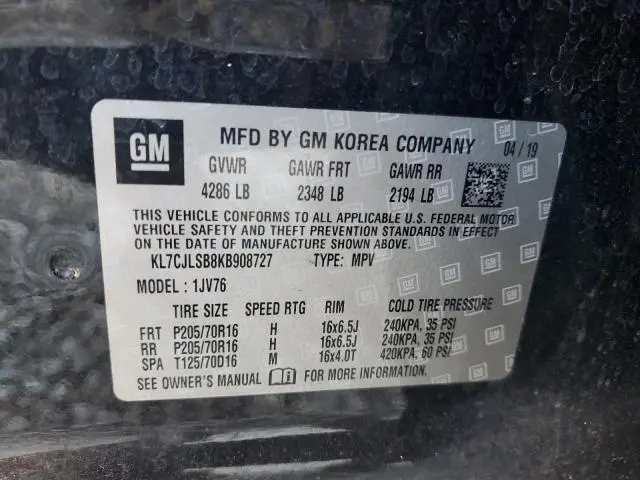 GM
MFD BY GM KOREA COMPANY
04 / 19
GVWR GAWR FRT GAWR RR
4286 LB 2348 LB 2194 LB
THIS VEHICLE CONFORMS TO ALL APPLICABLE U.S. FEDERAL MOTOR
VEHICLE SAFETY AND THEFT PREVENTION STANDARDS IN EFFECT
ON THE DATE OF MANUFACTURE SHOWN ABOVE.
KL7CJLSB8KB908727 TYPE: MPV
MODEL : 1JV76
TIRE SIZE SPEED RTG RIM COLD TIRE PRESSURE
FRT P205/70R16 H 16x6.5J 240KPA, 35 PSI
RR P205/70R16 H 16x6.5J 240KPA, 35 PSI
SPA T125/70D16 M 16x4.0T 420KPA, 60 PSI
SEE OWNER'S MANUAL FOR MORE INFORMATION.